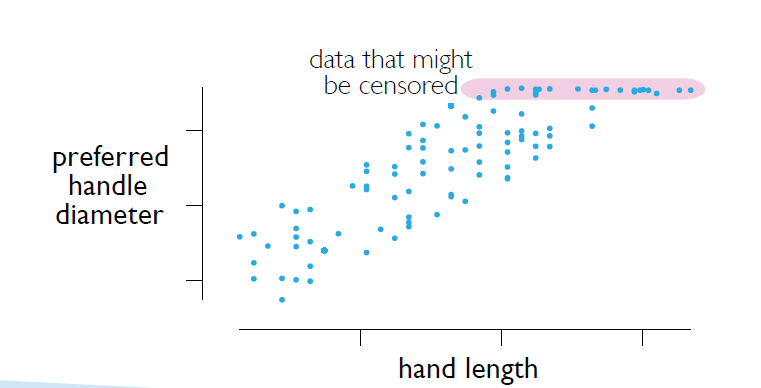 data that might
be censored
preferred
handle
diameter
hand length